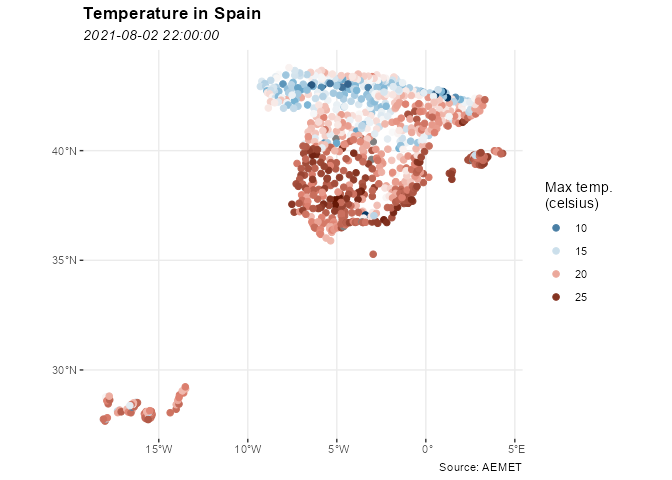 Temperature in Spain
2021-08-02 22:00:00
40°N
35°N
30°N
15°W
10°W
5°W
0°
5°E
Max temp.
(celsius)
10
15
20
25
Source: AEMET